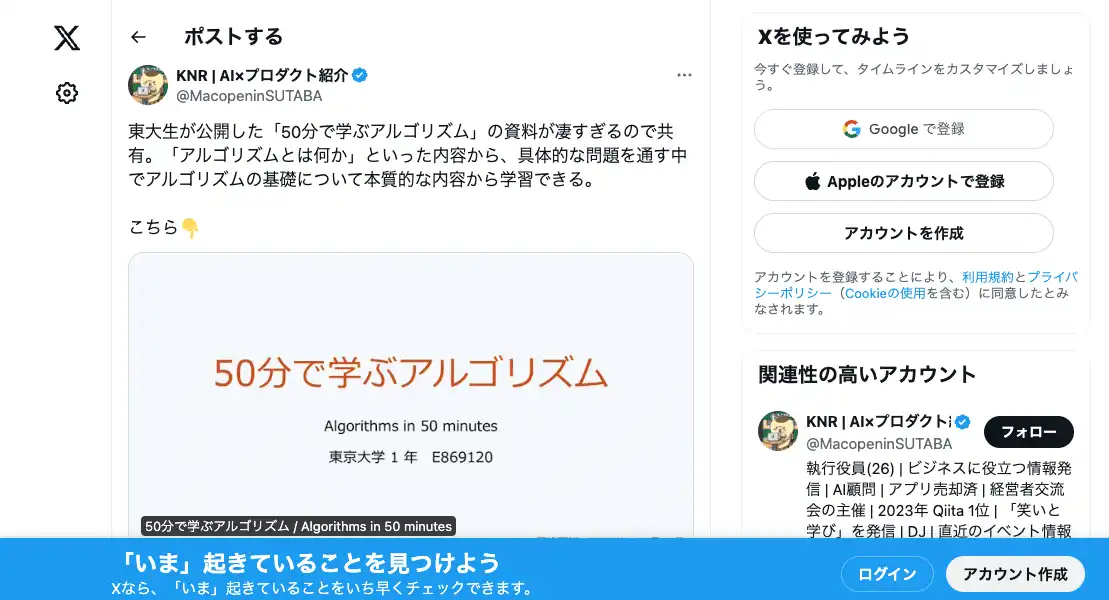 ポストする
KNR | AI×プロダクト紹介
@MacopeninSUTABA
東大生が公開した「50分で学ぶアルゴリズム」の資料が凄すぎるので共
有。「アルゴリズムとは何か」といった内容から、具体的な問題を通す中
でアルゴリズムの基礎について本質的な内容から学習できる。
こちら👇
50分で学ぶアルゴリズム
Algorithms in 50 minutes
東京大学 1 年 E869120
50分で学ぶアルゴリズム / Algorithms in 50 minutes
Xを使ってみよう
今すぐ登録して、タイムラインをカスタマイズしましょ
う。
Google で登録
Appleのアカウントで登録
アカウントを作成
アカウントを登録することにより、利用規約とプライバ
シーポリシー（Cookieの使用を含む）に同意したとみ
なされます。
関連性の高いアカウント
KNR | AI×プロダクト
フォロー
@MacopeninSUTABA
執行役員(26) | ビジネスに役立つ情報発
信 | AI顧問 | アプリ売却済 | 経営者交流
会の主催 | 2023年 Qiita 1位 | 「笑いと
学び」を発信 | DJ | 直近のイベント情報
「いま」起きていることを見つけよう
Xなら、「いま」起きていることをいち早くチェックできます。
ログイン
アカウント作成